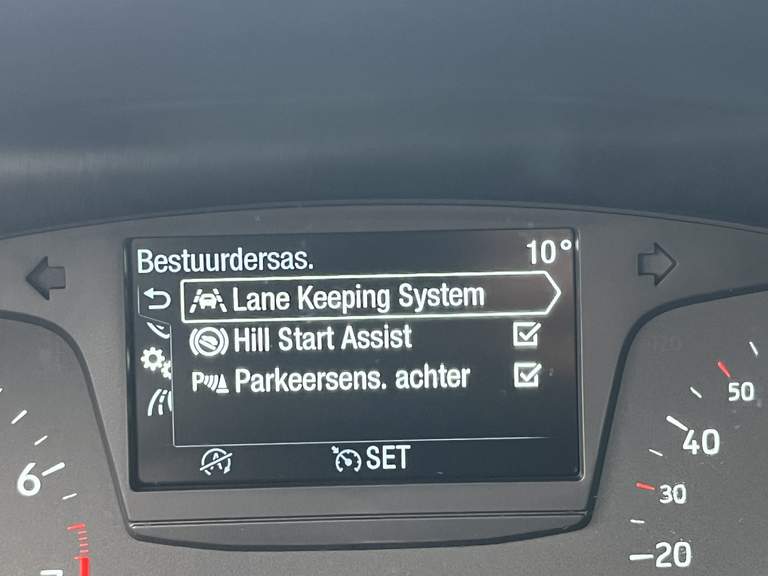 Bestuurdersas. 10°
Lane Keeping System
Hill Start Assist
Parkeersens. achter
SET
6
50
40
30
20